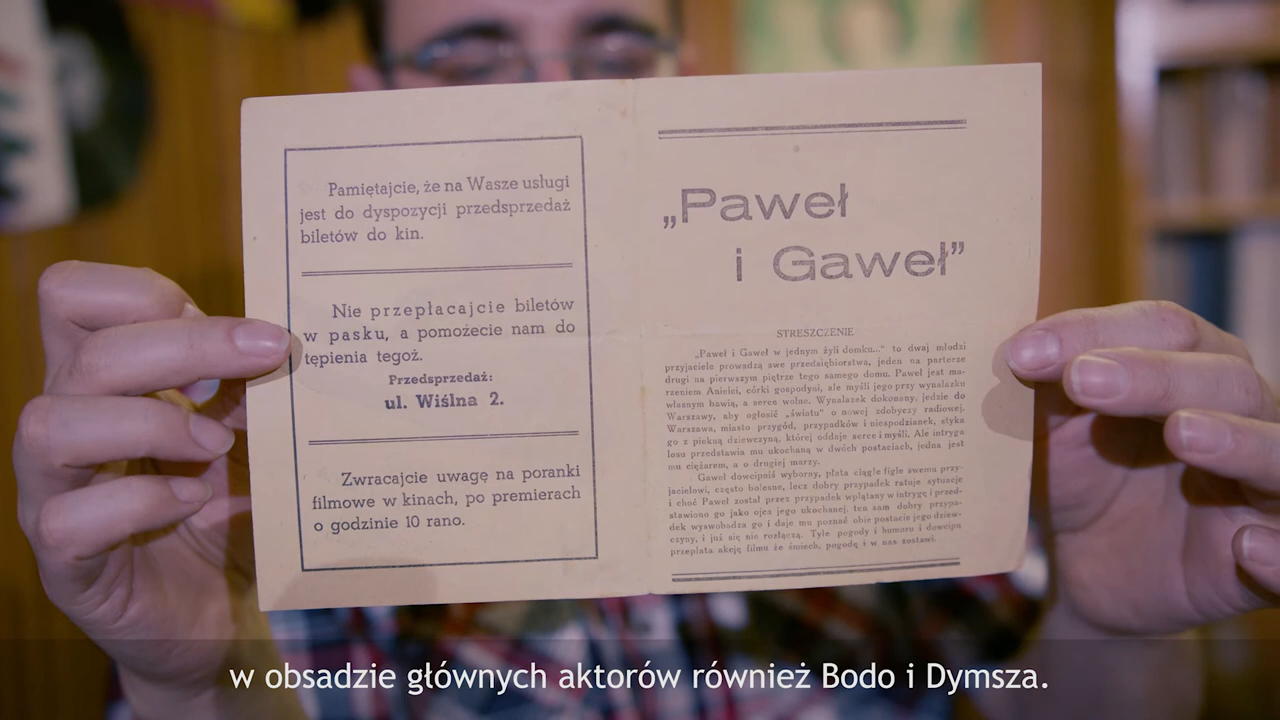 Pamiętajcie, że na Wasze usługi
jest do dyspozycji przedsprzedaż
biletów do kin.
Nie przepłacajcie biletów
w pasku, a pomożecie nam do
tępienia tegoż.
Przedsprzedaż:
ul. Wiślna 2.
Zwracajcie uwagę na poranki
filmowe w kinach, po premierach
o godzinie 10 rano.
„Paweł
i Gaweł”
STRESZCZENIE
„Paweł i Gaweł w jednym żyli domku...” to dwaj młodzi
przyjaciele prowadzą swe przedsiębiorstwa, jeden na parterze
drugi na pierwszym piętrze tego samego domu. Paweł jest ma-
rzeniem Anielci, córki gospodyni, ale myśli jego przy wynalazku
własnym bawią, a serce wolne. Wynalazek dokonany, jedzie do
Warszawy, aby ogłosić „światu” o nowej zdobyczy radiowej.
Warszawa, miasto przygód, przypadków i niespodzianek, styka
go z piękną dziewczyną, której oddaje serce i myśli. Ale intryga
losu przedstawia mu ukochaną w dwóch postaciach, jedna jest
mu ciężarem, a o drugiej marzy.
Gaweł dowcipniś wyborny, płata ciągle figle swemu przy-
jacielowi, często bolesne, lecz dobry przypadek ratuje sytuację
i choć Paweł został przez przypadek wplątany w intrygę i przed-
stawiono go jako ojca jego ukochanej, ten sam dobry przypa-
dek wyswobadza go i daje mu poznać obie postacie jego dziew-
czyny, i już się nie rozłączą. Tyle pogody i humoru i dowcipu
przeplata akcję filmu że śmiech, pogodę i w nas zostawi.
w obsadzie głównych aktorów również Bodo i Dymsza.